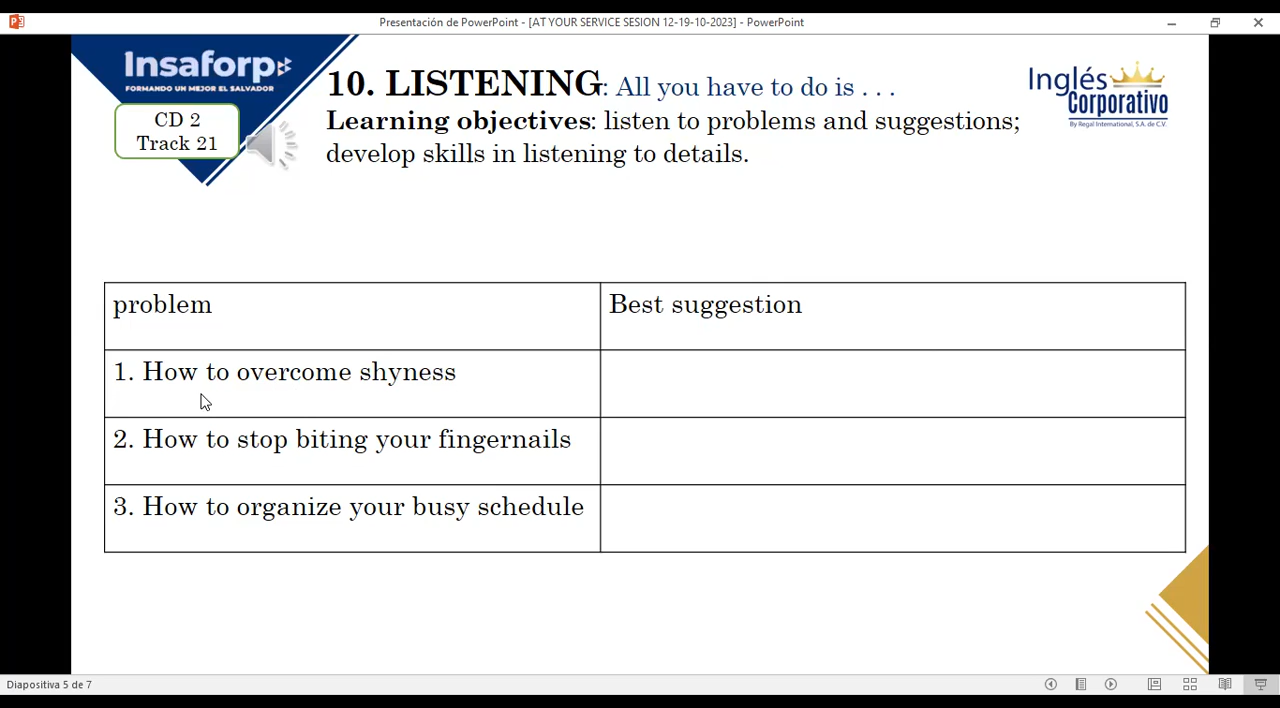 Presentación de PowerPoint - [AT YOUR SERVICE SESION 12-19-10-2023] - PowerPoint
Insaforp
FORMANDO UN MEJOR EL SALVADOR
CD 2
Track 21
10. LISTENING: All you have to do is . . .
Learning objectives: listen to problems and suggestions;
develop skills in listening to details.
Inglés
Corporativo
By Regal International, S.A. de C.V.
problem
Best suggestion
1. How to overcome shyness
2. How to stop biting your fingernails
3. How to organize your busy schedule
Diapositiva 5 de 7